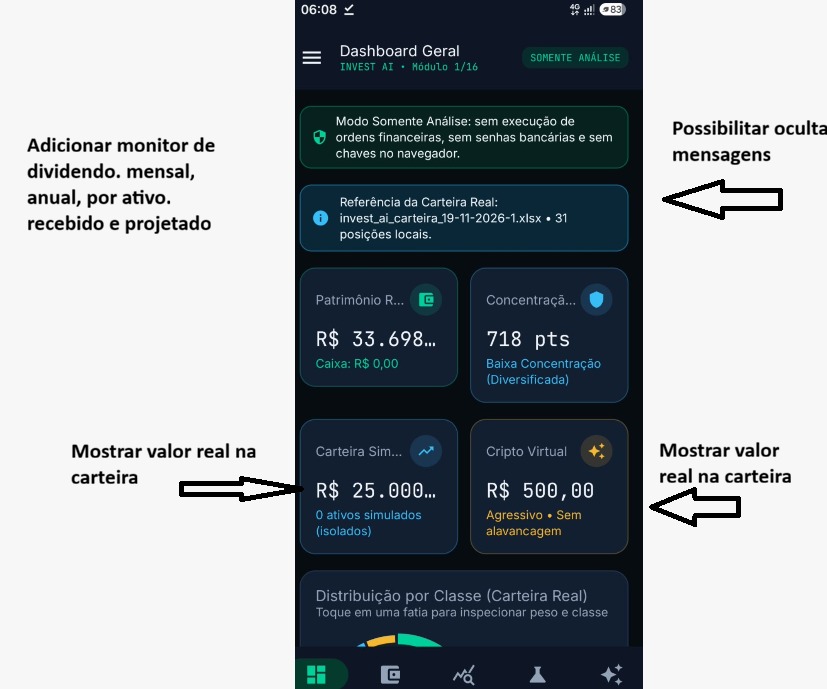 06:08
4G
83
Dashboard Geral
INVEST AI • Módulo 1/16
SOMENTE ANÁLISE
Modo Somente Análise: sem execução de
ordens financeiras, sem senhas bancárias e sem
chaves no navegador.
Adicionar monitor de
dividendo. mensal,
anual, por ativo.
recebido e projetado
Possibilitar oculta
mensagens
Referência da Carteira Real:
invest_ai_carteira_19-11-2026-1.xlsx • 31
posições locais.
Patrimônio R...
R$ 33.698…
Caixa: R$ 0,00
Concentraçã...
718 pts
Baixa Concentração
(Diversificada)
Mostrar valor real na
carteira
Carteira Sim...
R$ 25.000…
0 ativos simulados
(isolados)
Cripto Virtual
R$ 500,00
Agressivo • Sem
alavancagem
Mostrar valor
real na carteira
Distribuição por Classe (Carteira Real)
Toque em uma fatia para inspecionar peso e classe